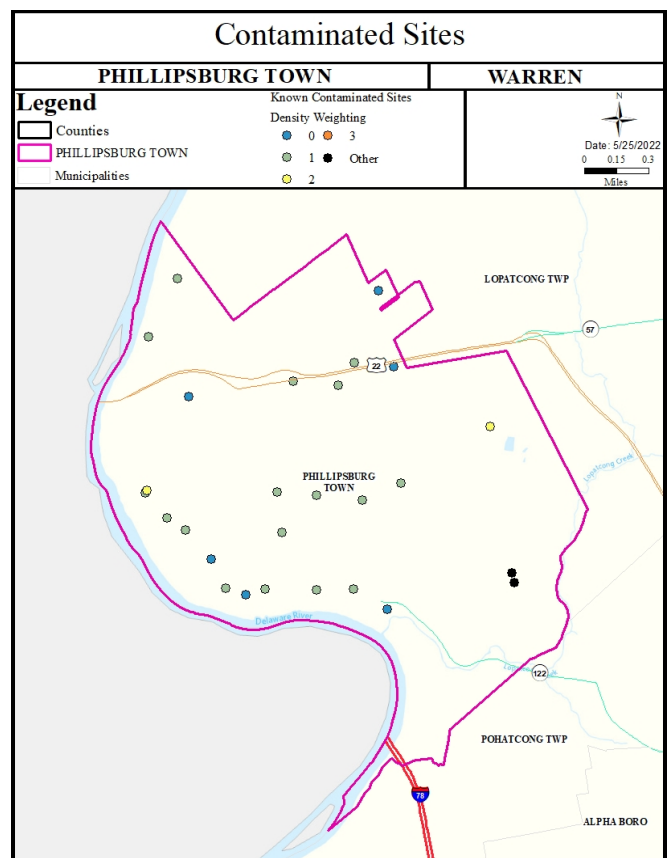 Contaminated Sites
PHILLIPSBURG TOWN
WARREN
Legend
Counties
PHILLIPSBURG TOWN
Municipalities
Known Contaminated Sites
Density Weighting
0
3
1
Other
2
N
Date: 5/25/2022
0 0.15 0.3
Miles
LOPATCONG TWP
57
22
Lopatcong Creek
PHILLIPSBURG
TOWN
Delaware River
122
POHATCONG TWP
78
ALPHA BORO